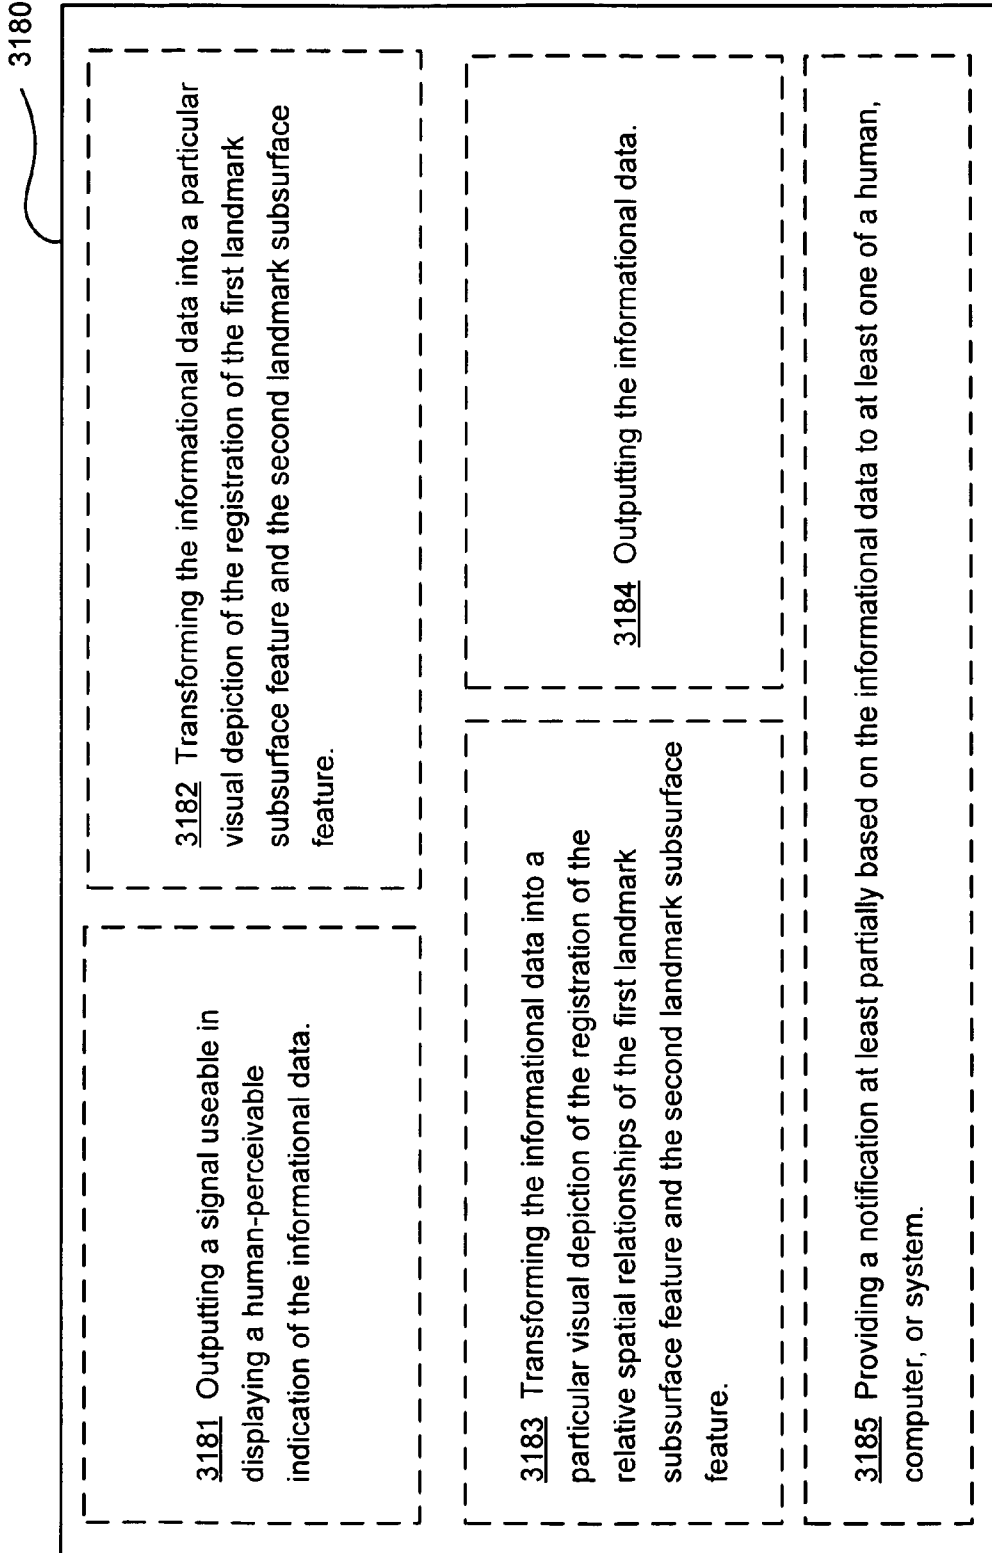 3180
3181 Outputting a signal useable in
displaying a human-perceivable
indication of the informational data.
3182 Transforming the informational data into a particular
visual depiction of the registration of the first landmark
subsurface feature and the second landmark subsurface
feature.
3183 Transforming the informational data into a
particular visual depiction of the registration of the
relative spatial relationships of the first landmark
subsurface feature and the second landmark subsurface
feature.
3184 Outputting the informational data.
3185 Providing a notification at least partially based on the informational data to at least one of a human,
computer, or system.